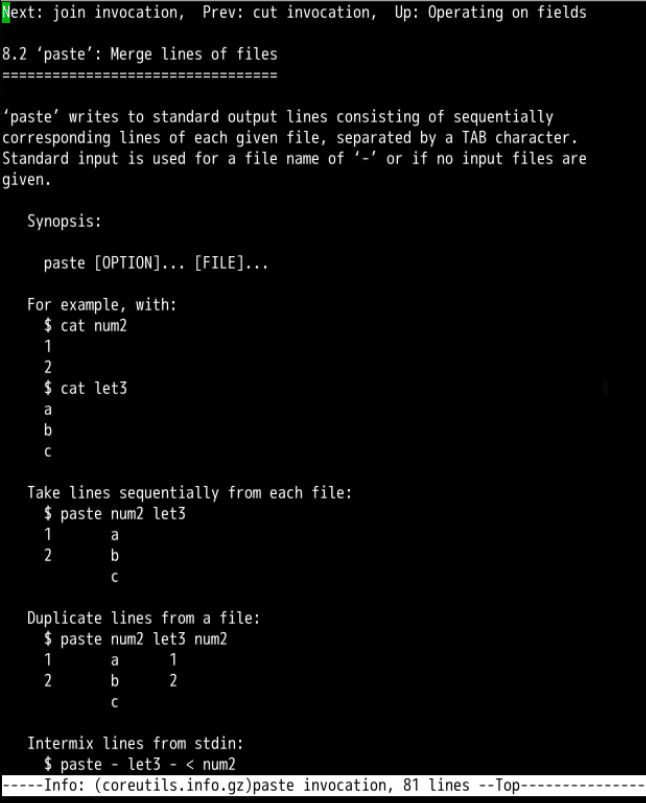 Next: join invocation,  Prev: cut invocation,  Up: Operating on fields

8.2 ‘paste’: Merge lines of files
=================================

‘paste’ writes to standard output lines consisting of sequentially
corresponding lines of each given file, separated by a TAB character.
Standard input is used for a file name of ‘-’ or if no input files are
given.

   Synopsis:

     paste [OPTION]... [FILE]...

   For example, with:
     $ cat num2
     1
     2
     $ cat let3
     a
     b
     c

   Take lines sequentially from each file:
     $ paste num2 let3
     1       a
     2       b
             c

   Duplicate lines from a file:
     $ paste num2 let3 num2
     1       a      1
     2       b      2
             c

   Intermix lines from stdin:
     $ paste - let3 - < num2
-----Info: (coreutils.info.gz)paste invocation, 81 lines --Top---------------